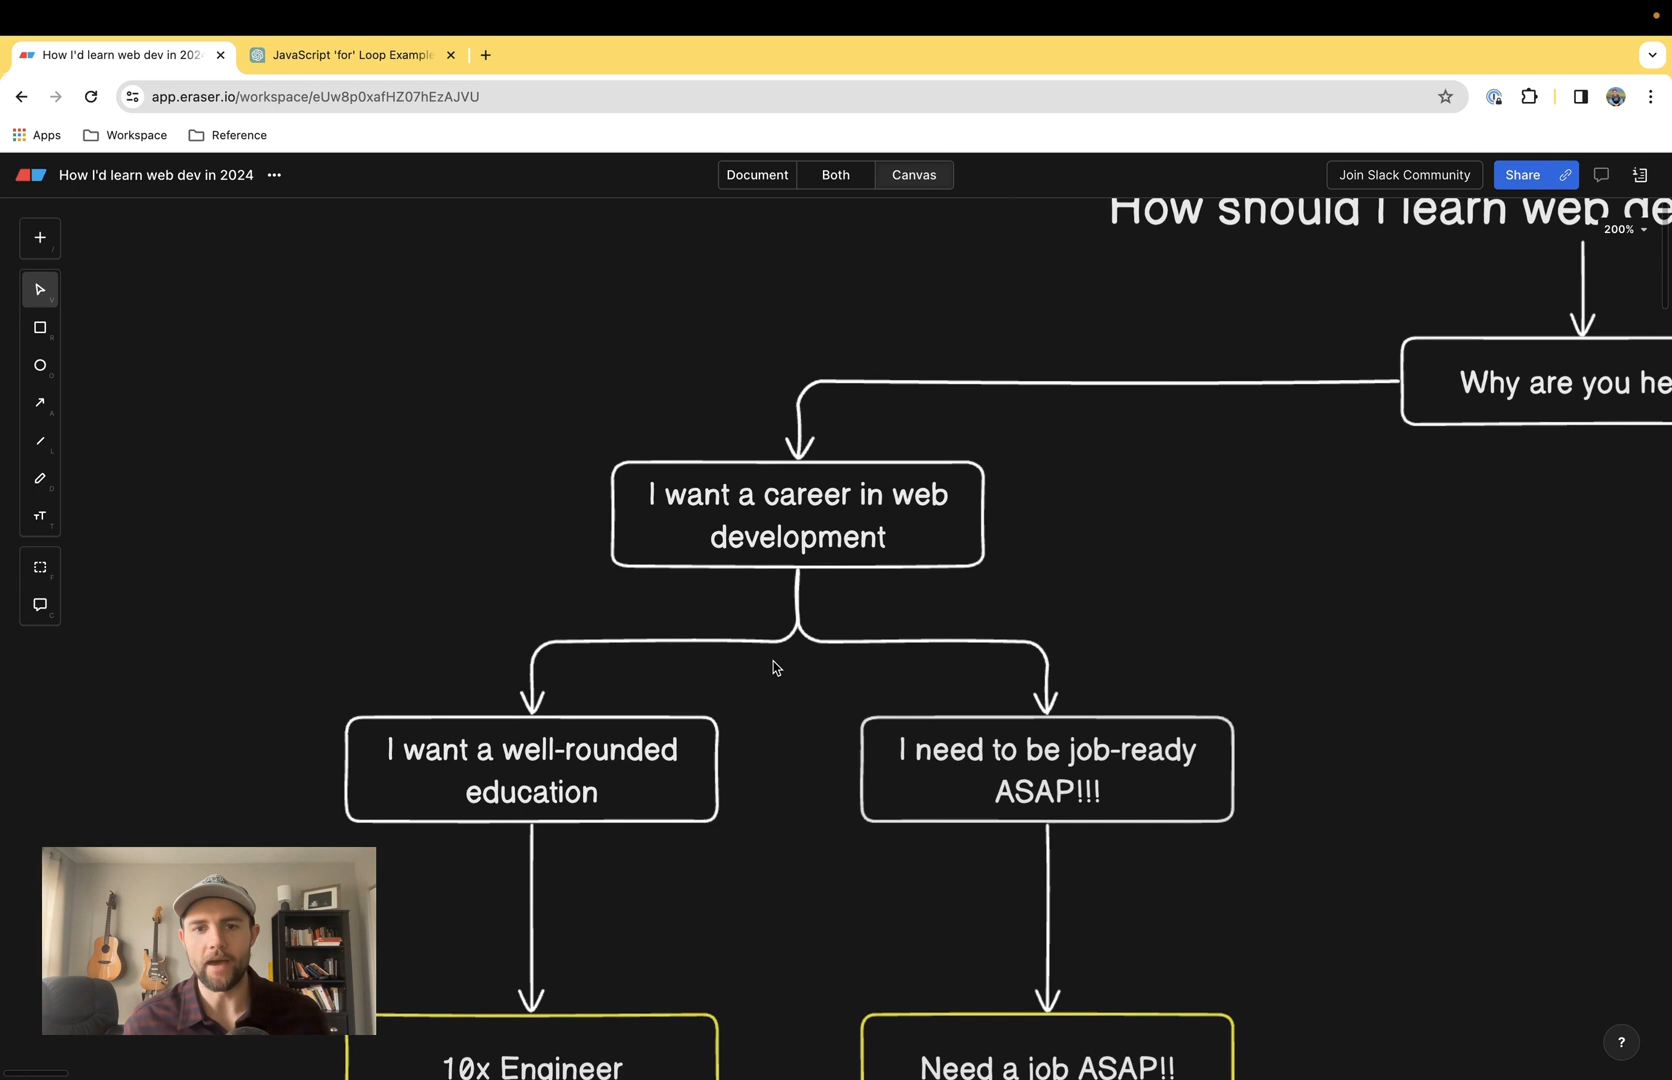 How I'd learn web dev in 202
JavaScript 'for' Loop Example
app.eraser.io/workspace/eUw8p0xafHZ07hEzAJVU
Apps
Workspace
Reference
How I'd learn web dev in 2024
Document
Both
Canvas
Join Slack Community
Share
How should I learn web de
200%
/
V
R
O
A
L
D
T
F
C
Why are you he
I want a career in web
development
I want a well-rounded
education
I need to be job-ready
ASAP!!!
10x Engineer
Need a job ASAP!!
?